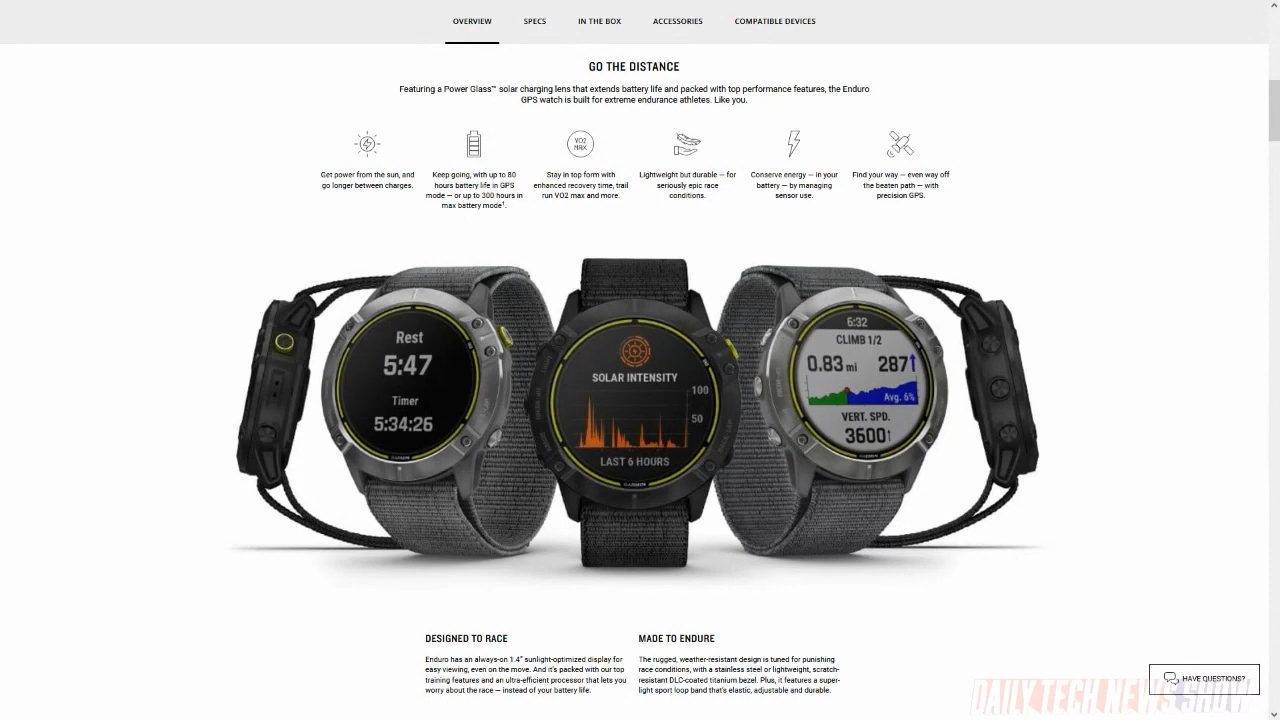 OVERVIEW SPECS IN THE BOX ACCESSORIES COMPATIBLE DEVICES
GO THE DISTANCE
Featuring a Power Glass™ solar charging lens that extends battery life and packed with top performance features, the Enduro
GPS watch is built for extreme endurance athletes. Like you.
VO2
MAX
Get power from the sun, and
go longer between charges.
Keep going, with up to 80
hours battery life in GPS
mode — or up to 300 hours in
max battery mode¹.
Stay in top form with
enhanced recovery time, trail
run VO2 max and more.
Lightweight but durable — for
seriously epic race
conditions.
Conserve energy — in your
battery — by managing
sensor use.
Find your way — even way off
the beaten path — with
precision GPS.
Rest
5:47
Timer
5:34:26
GARMIN
SOLAR INTENSITY
100
50
LAST 6 HOURS
GARMIN
6:32
CLIMB 1/2
0.83 mi 287↑
Avg. 6%
VERT. SPD.
3600↑
GARMIN
DESIGNED TO RACE
Enduro has an always-on 1.4” sunlight-optimized display for
easy viewing, even on the move. And it’s packed with our top
training features and an ultra-efficient processor that lets you
worry about the race — instead of your battery life.
MADE TO ENDURE
The rugged, weather-resistant design is tuned for punishing
race conditions, with a stainless steel or lightweight, scratch-
resistant DLC-coated titanium bezel. Plus, it features a super-
light sport loop band that’s elastic, adjustable and durable.
HAVE QUESTIONS?
DAILY TECH NEWS SHOW